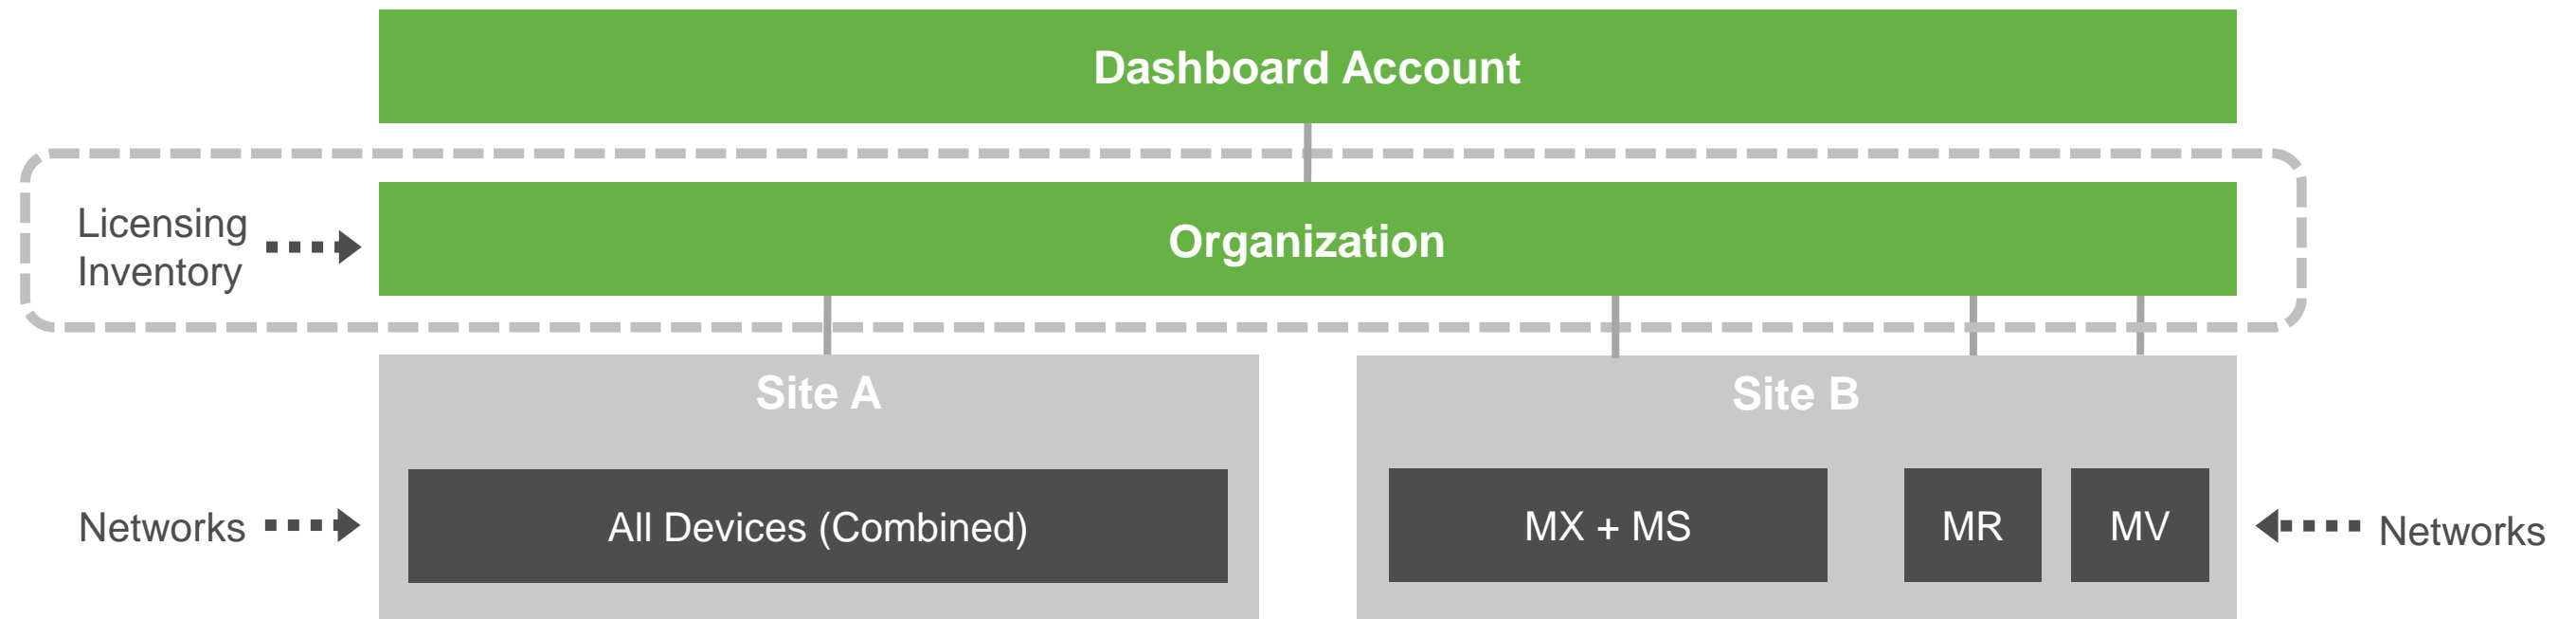 Dashboard Account
Licensing
Inventory
Organization
Site A
Site B
Networks
All Devices (Combined)
MX + MS
MR
MV
Networks